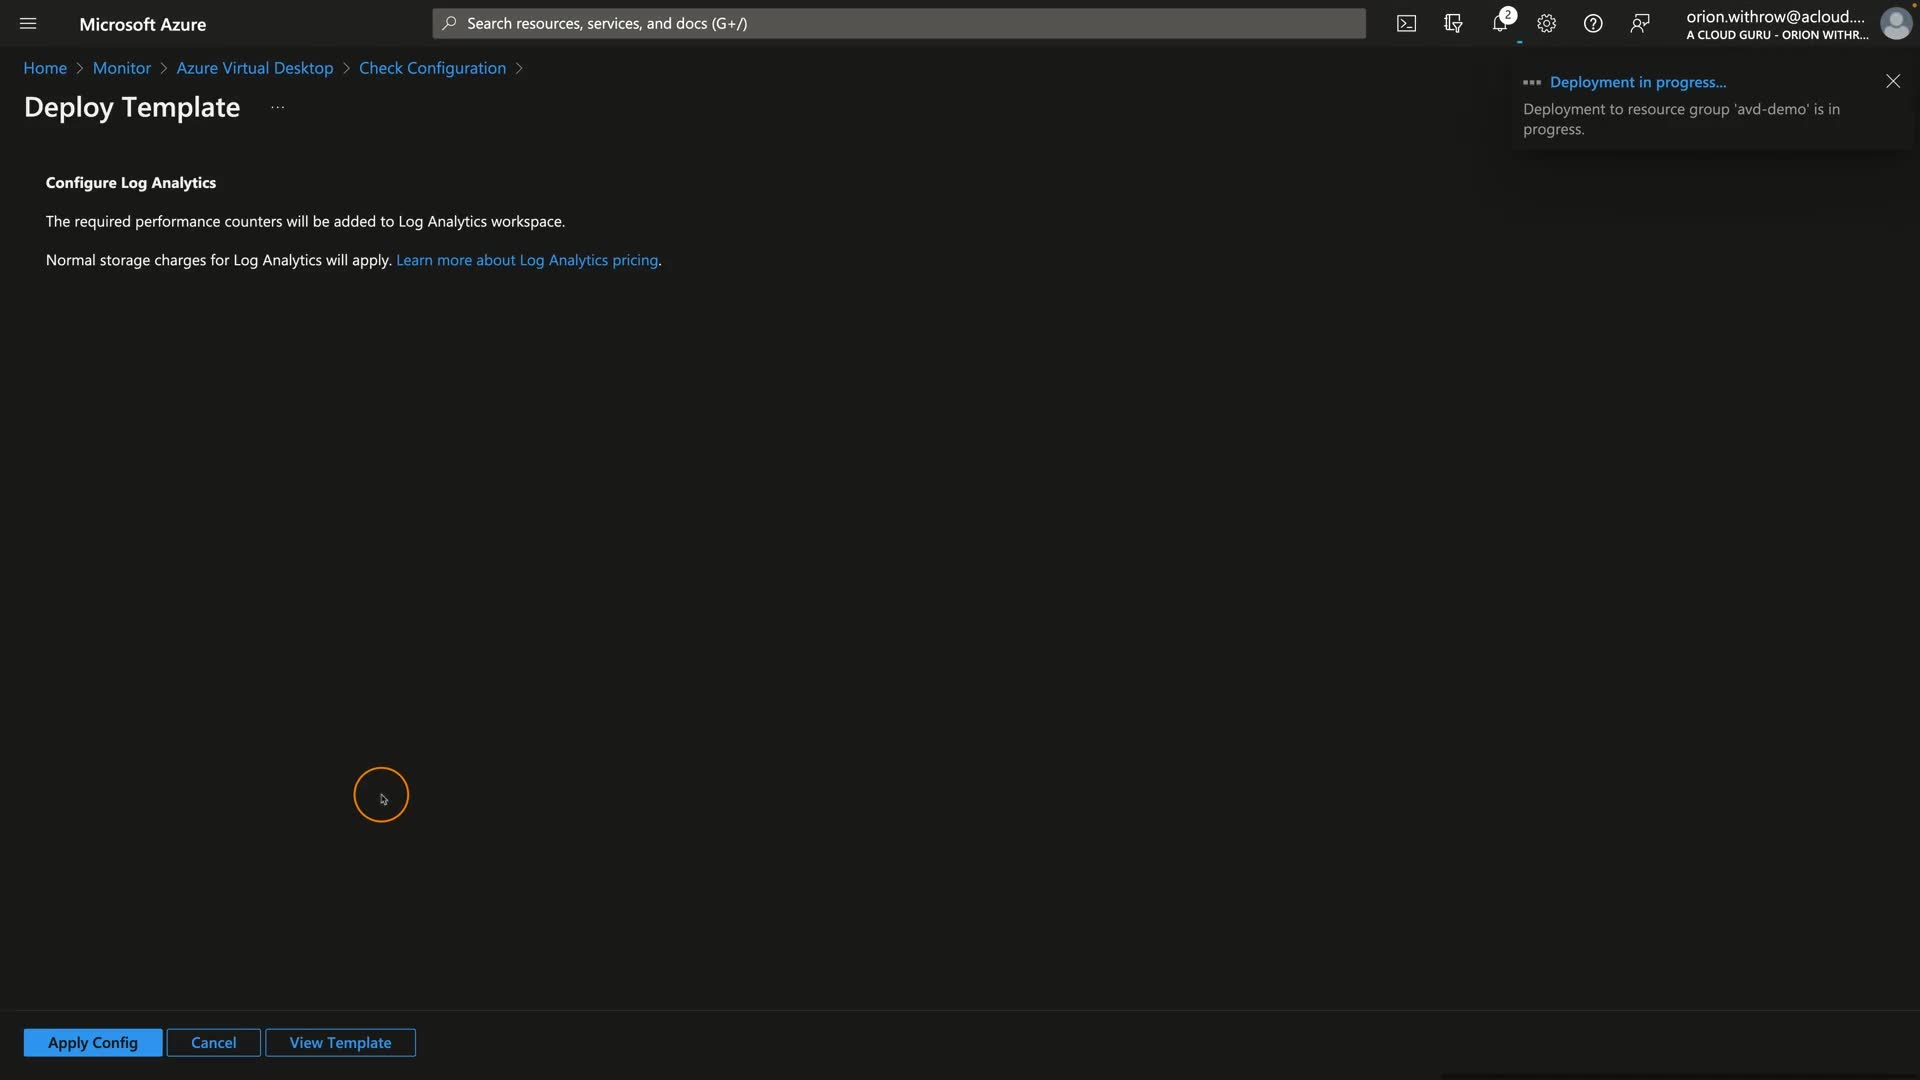 Microsoft Azure
Search resources, services, and docs (G+/)
2
orion.withrow@acloud....
A CLOUD GURU - ORION WITHR...
Home > Monitor > Azure Virtual Desktop > Check Configuration >
Deploy Template ...
Deployment in progress...
Deployment to resource group 'avd-demo' is in
progress.
Configure Log Analytics
The required performance counters will be added to Log Analytics workspace.
Normal storage charges for Log Analytics will apply. Learn more about Log Analytics pricing.
Apply Config
Cancel
View Template